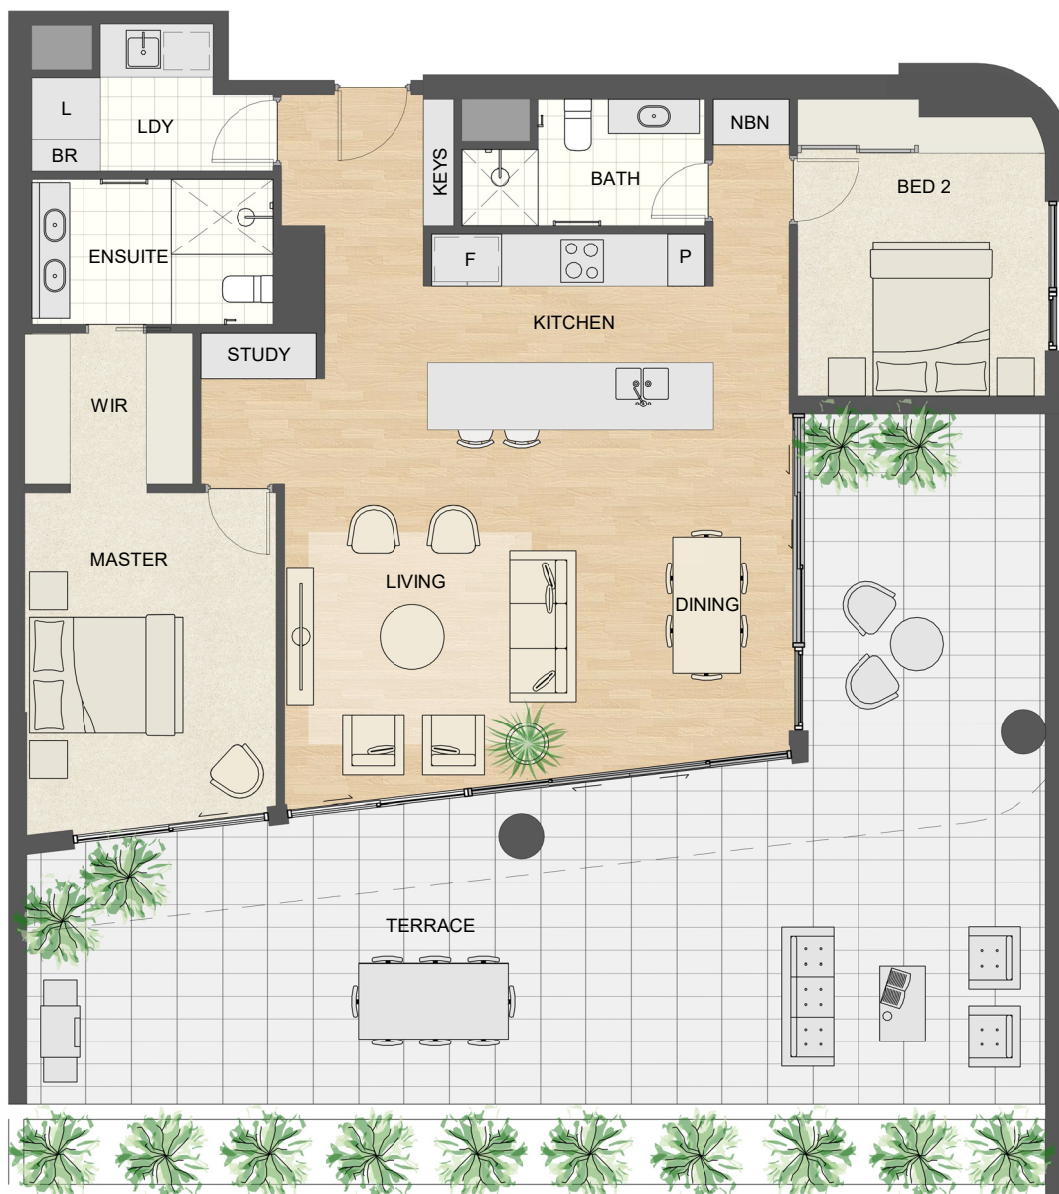 L
LDY
BR
KEYS
NBN
BATH
BED 2
ENSUITE
F
P
KITCHEN
STUDY
WIR
MASTER
LIVING
DINING
TERRACE